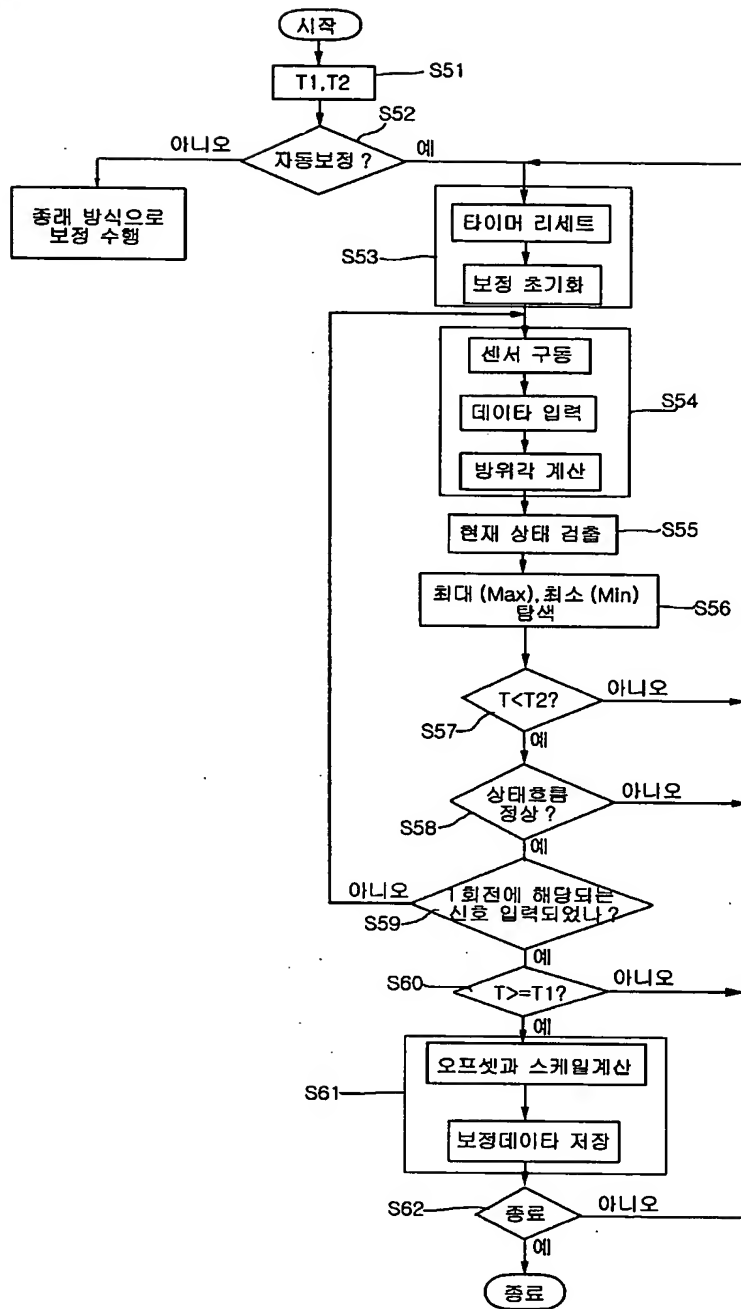 시작
T1,T2
S51
S52
아니오
자동보정 ?
예
종래 방식으로
보정 수행
타이머 리세트
S53
보정 초기화
센서 구동
데이타 입력
S54
방위각 계산
현재 상태 검출
S55
최대 (Max), 최소 (Min)
탐색
S56
T<T2?
아니오
S57
예
상태흐름
정상 ?
아니오
S58
예
아니오
1 회전에 해당되는
신호 입력되었나 ?
S59
예
S60
T>=T1?
아니오
예
오프셋과 스케일계산
S61
보정데이타 저장
S62
종료
아니오
예
종료